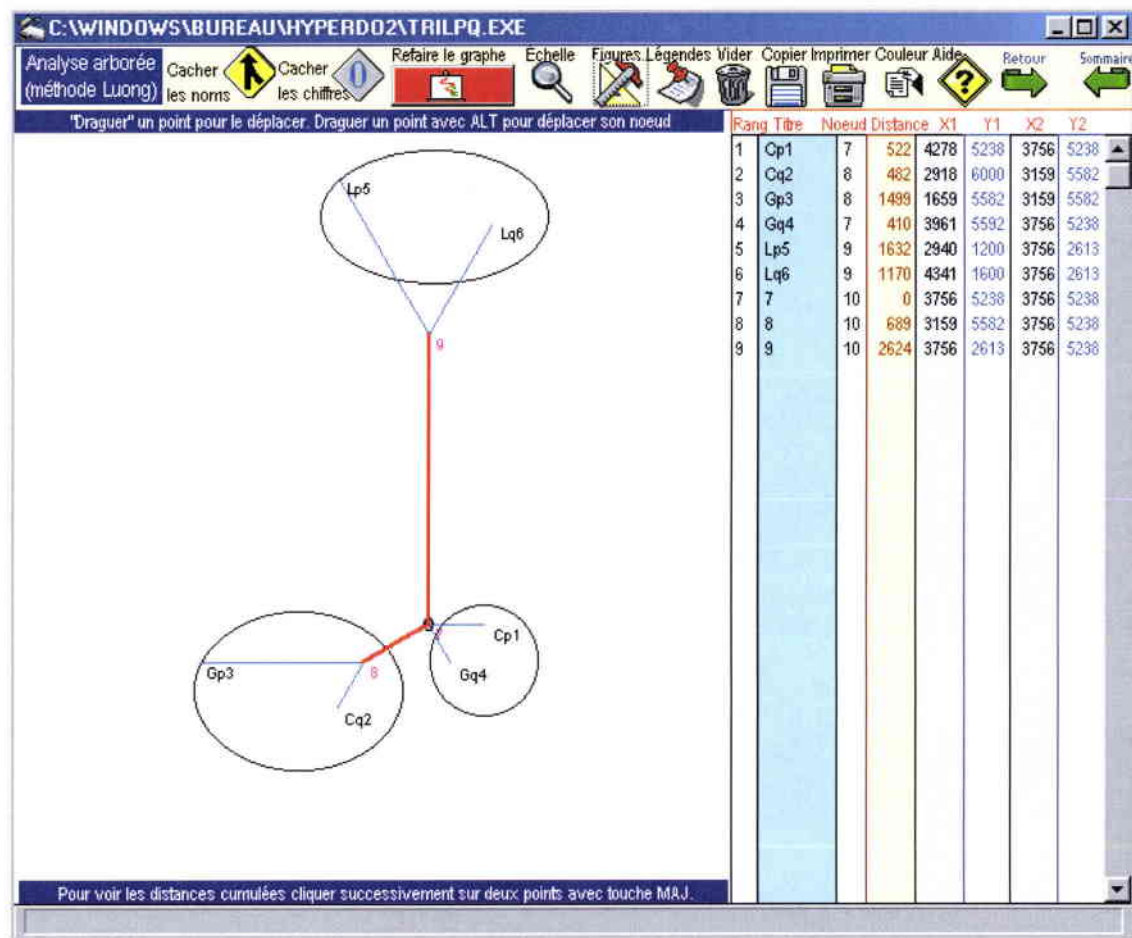 C:\WINDOWS\BUREAU\HYPERDO2\TRILPQ.EXE
Analyse arborée
(méthode Luong)
Cacher
les noms
Cacher
les chiffres
0
Refaire le graphe
Échelle
Figures
Légendes
Vider
Copier
Imprimer
Couleur
Aide
?
Retour
Sommaire
"Draguer" un point pour le déplacer. Draguer un point avec ALT pour déplacer son noeud
Rang Titre Noeud Distance X1 Y1 X2 Y2
1 Cp1 7 522 4278 5238 3756 5238
2 Cq2 8 482 2918 6000 3159 5582
3 Gp3 8 1499 1659 5582 3159 5582
4 Gq4 7 410 3961 5592 3756 5238
5 Lp5 9 1632 2940 1200 3756 2613
6 Lq6 9 1170 4341 1600 3756 2613
7 7 10 0 3756 5238 3756 5238
8 8 10 689 3159 5582 3756 5238
9 9 10 2624 3756 2613 3756 5238
Lp5
Lq6
9
7
Cp1
Gp3
8
Gq4
Cq2
Pour voir les distances cumulées cliquer successivement sur deux points avec touche MAJ.